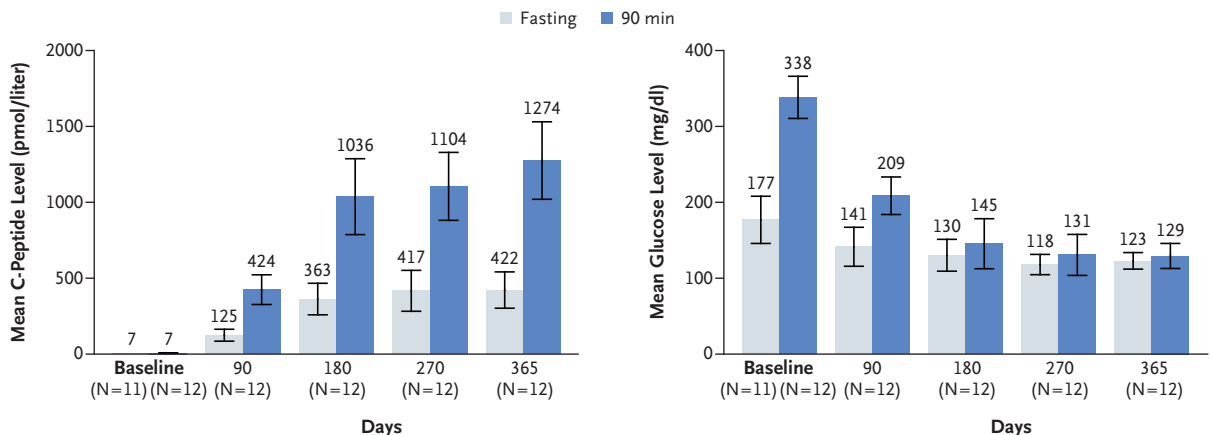 Fasting 90 min
Mean C-Peptide Level (pmol/liter)
2000
1500
1000
500
0
7 7
125 424
363 1036
417 1104
422 1274
Baseline 90 180 270 365
(N=11) (N=12) (N=12) (N=12) (N=12) (N=12)
Days
Mean Glucose Level (mg/dl)
400
300
200
100
0
177 338
141 209
130 145
118 131
123 129
Baseline 90 180 270 365
(N=11) (N=12) (N=12) (N=12) (N=12) (N=12)
Days